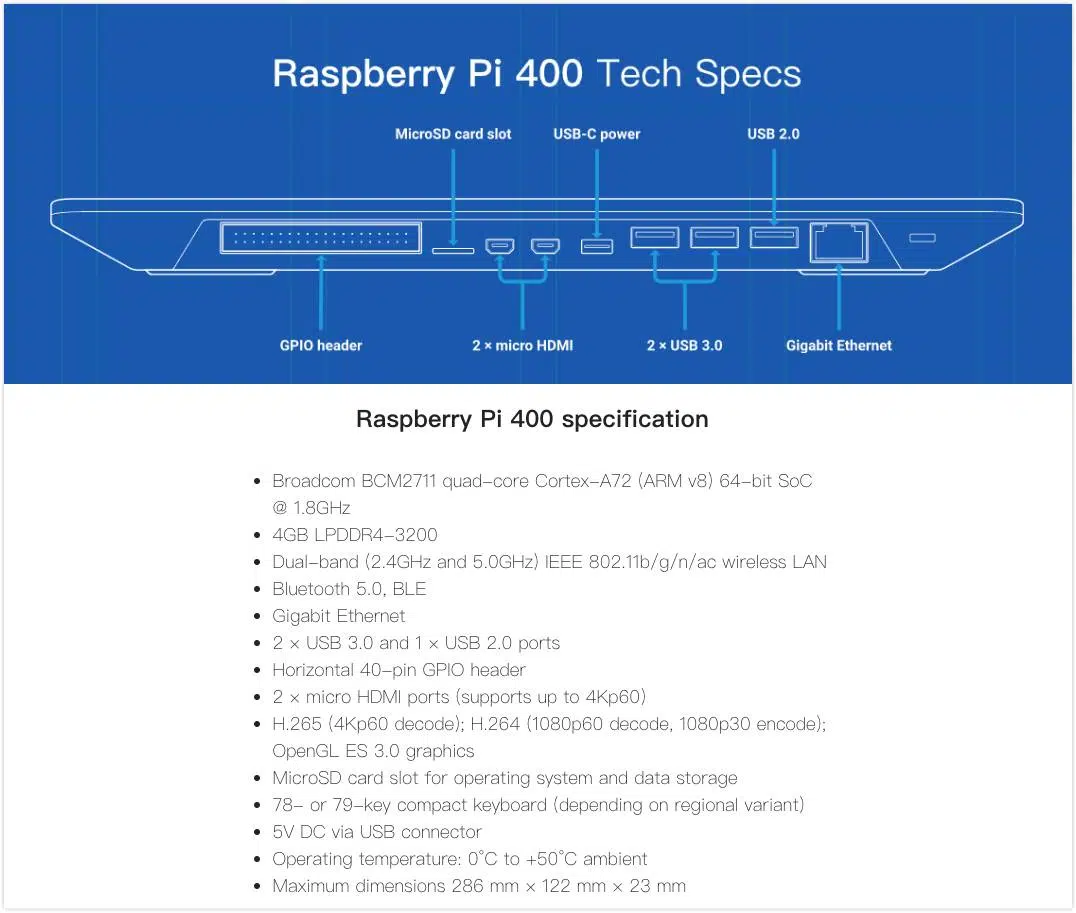 Raspberry Pi 400 Tech Specs
MicroSD card slot USB-C power USB 2.0
GPIO header 2 × micro HDMI 2 × USB 3.0 Gigabit Ethernet
Raspberry Pi 400 specification
• Broadcom BCM2711 quad-core Cortex-A72 (ARM v8) 64-bit SoC
@ 1.8GHz
• 4GB LPDDR4-3200
• Dual-band (2.4GHz and 5.0GHz) IEEE 802.11b/g/n/ac wireless LAN
• Bluetooth 5.0, BLE
• Gigabit Ethernet
• 2 × USB 3.0 and 1 × USB 2.0 ports
• Horizontal 40-pin GPIO header
• 2 × micro HDMI ports (supports up to 4Kp60)
• H.265 (4Kp60 decode); H.264 (1080p60 decode, 1080p30 encode);
OpenGL ES 3.0 graphics
• MicroSD card slot for operating system and data storage
• 78- or 79-key compact keyboard (depending on regional variant)
• 5V DC via USB connector
• Operating temperature: 0°C to +50°C ambient
• Maximum dimensions 286 mm × 122 mm × 23 mm